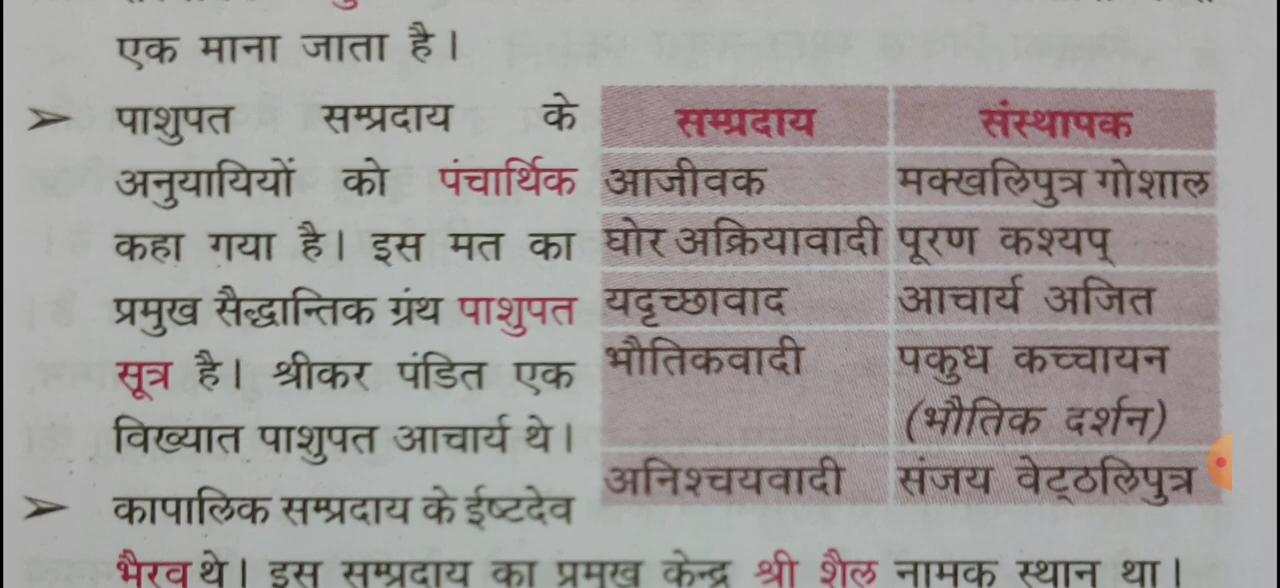 एक माना जाता है।
पाशुपत सम्प्रदाय के
अनुयायियों को पंचार्थिक
कहा गया है। इस मत का
प्रमुख सैद्धान्तिक ग्रंथ पाशुपत
सूत्र है। श्रीकर पंडित एक
विख्यात पाशुपत आचार्य थे।
सम्प्रदाय संस्थापक
आजीवक मक्खलिपुत्र गोशाल
घोर अक्रियावादी पूरण कश्यप्
यदृच्छावाद आचार्य अजित
भौतिकवादी पकुध कच्चायन
(भौतिक दर्शन)
अनिश्चयवादी संजय वेट्ठलिपुत्र
कापालिक सम्प्रदाय के ईष्टदेव
भैरव थे। इस सम्प्रदाय का प्रमुख केन्द्र श्री शैल नामक स्थान था।